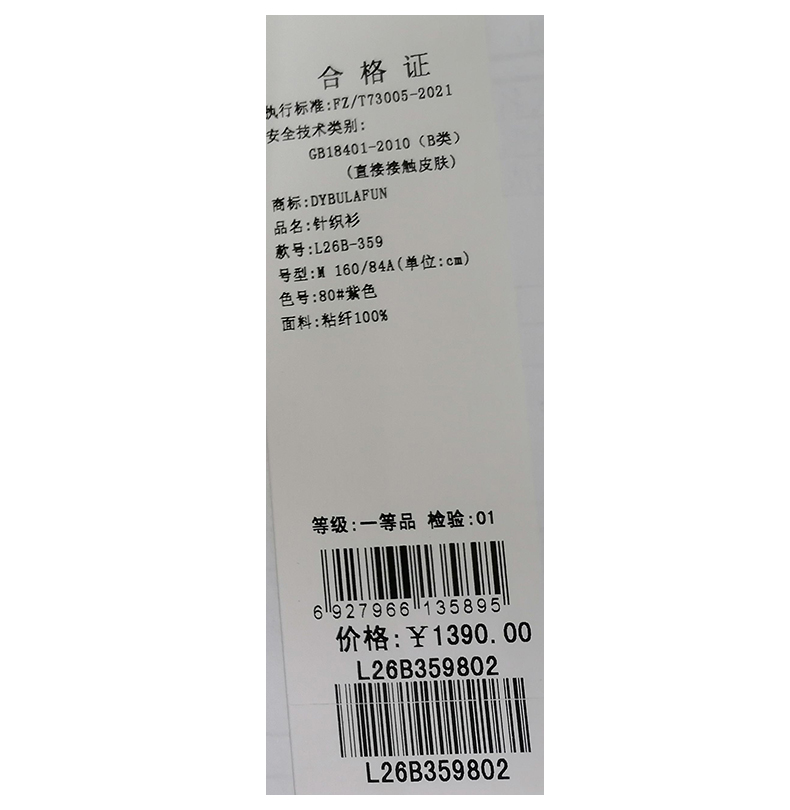 合格证
执行标准:FZ/T73005-2021
安全技术类别:
GB18401-2010（B类）
(直接接触皮肤)
商标:DYBULAFUN
品名:针织衫
款号:L26B-359
号型:M 160/84A(单位:cm)
色号:80#紫色
面料:粘纤100%
等级:一等品 检验:01
6 927966 135895
价格:￥1390.00
L26B359802
L26B359802